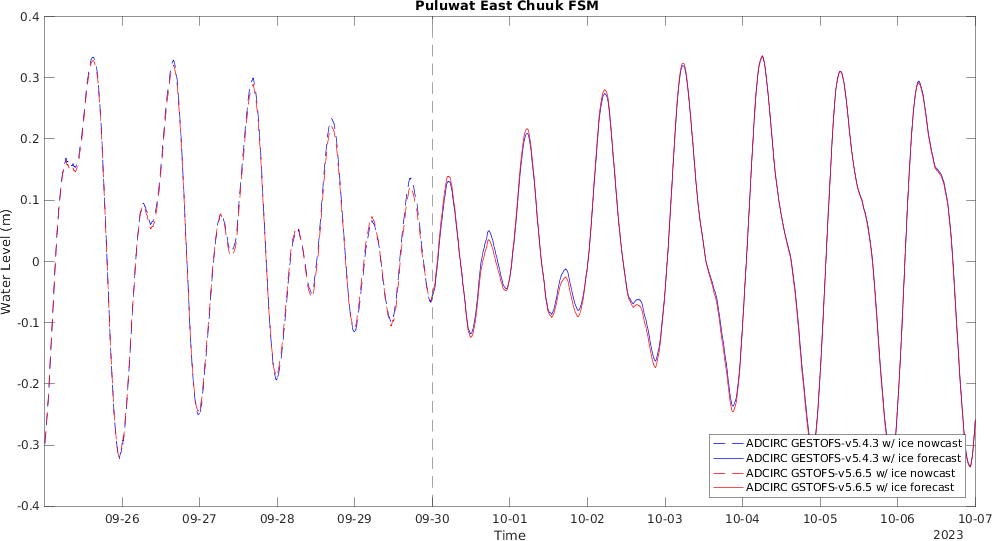 Puluwat East Chuuk FSM
0.4
0.3
0.2
0.1
0
-0.1
-0.2
-0.3
-0.4
Water Level (m)
ADCIRC GESTOFS-v5.4.3 w/ ice nowcast
ADCIRC GESTOFS-v5.4.3 w/ ice forecast
ADCIRC GSTOFS-v5.6.5 w/ ice nowcast
ADCIRC GSTOFS-v5.6.5 w/ ice forecast
09-26 09-27 09-28 09-29 09-30 10-01 10-02 10-03 10-04 10-05 10-06 10-07
Time
2023